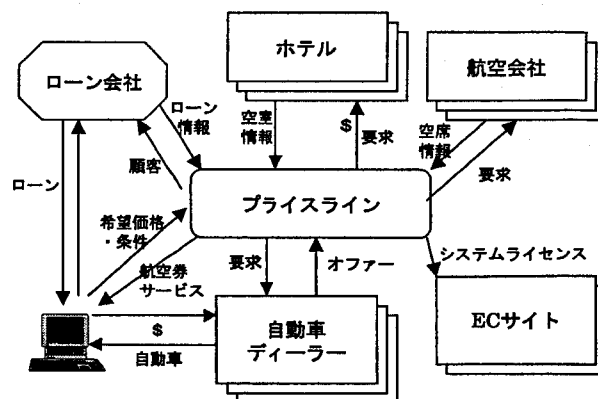 ホテル
ローン会社
航空会社
ローン
情報
空室
情報
$
要求
空席
情報
要求
顧客
ローン
プライスライン
希望価格
・条件
航空券
サービス
要求
オファー
システムライセンス
$
自動車
自動車
ディーラー
ECサイト